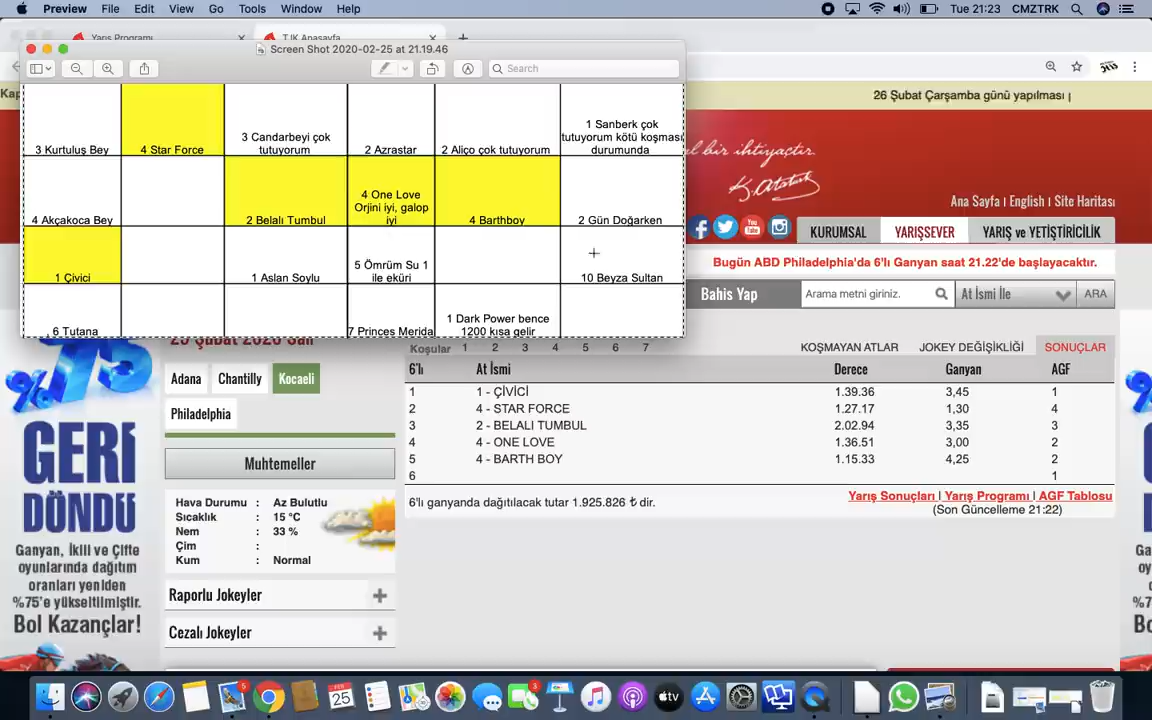 Preview File Edit View Go Tools Window Help
Tue 21:23 CMZTRK
Yarış Programı
TJK Anasayfa
Screen Shot 2020-02-25 at 21.19.46
Search
26 Şubat Çarşamba günü yapılması
3 Kurtuluş Bey
4 Star Force
3 Candarbeyi çok
tutuyorum
2 Azrastar
2 Aliço çok tutuyorum
1 Sanberk çok
tutuyorum kötü koşması
durumunda
4 Akçakoca Bey
2 Belalı Tumbul
4 One Love
Orjini iyi, galop
iyi
4 Barthboy
2 Gün Doğarken
1 Çivici
1 Aslan Soylu
5 Ömrüm Su 1
ile eküri
10 Beyza Sultan
6 Tutana
7 Princes Merida
1 Dark Power bence
1200 kısa gelir
bir ihtiyaçtır.
K. Atatürk
Ana Sayfa | English | Site Haritası
You
KURUMSAL YARIŞSEVER YARIŞ ve YETİŞTİRİCİLİK
Bugün ABD Philadelphia'da 6'lı Ganyan saat 21.22'de başlayacaktır.
Bahis Yap
Arama metni giriniz.
At İsmi İle
ARA
25 Şubat 2020 Salı
Adana Chantilly Kocaeli
Philadelphia
Muhtemeller
Hava Durumu : Az Bulutlu
Sıcaklık : 15 °C
Nem : 33 %
Çim :
Kum : Normal
Raporlu Jokeyler
Cezalı Jokeyler
Koşular 1 2 3 4 5 6 7
KOŞMAYAN ATLAR JOKEY DEĞİŞİKLİĞİ SONUÇLAR
6'lı At İsmi Derece Ganyan AGF
1 1 - ÇİVİCİ 1.39.36 3,45 1
2 4 - STAR FORCE 1.27.17 1,30 4
3 2 - BELALI TUMBUL 2.02.94 3,35 3
4 4 - ONE LOVE 1.36.51 3,00 2
5 4 - BARTH BOY 1.15.33 4,25 2
6 1
6'lı ganyanda dağıtılacak tutar 1.925.826 ₺ dir.
Yarış Sonuçları | Yarış Programı | AGF Tablosu
(Son Güncelleme 21:22)
%75
GERİ
DÖNDÜ
Ganyan, İkili ve Çifte
oyunlarında dağıtım
oranları yeniden
%75'e yükseltilmiştir.
Bol Kazançlar!
5
FEB
25
3
tv